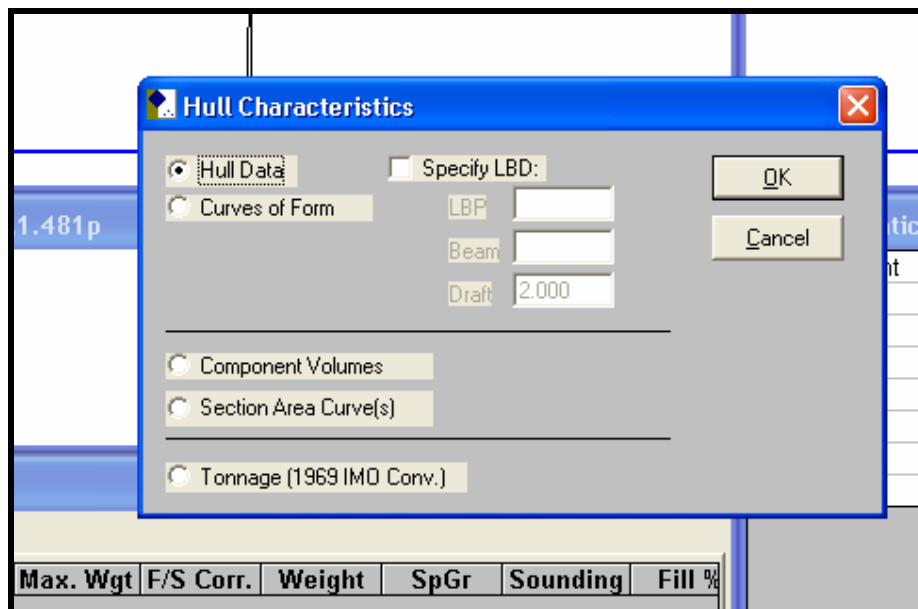 Hull Characteristics
Hull Data
Specify LBD:
OK
Curves of Form
LBP
1.481p
Cancel
Beam
Draft
2.000
Component Volumes
Section Area Curve(s)
Tonnage (1969 IMO Conv.)
Max. Wgt F/S Corr. Weight SpGr Sounding Fill %